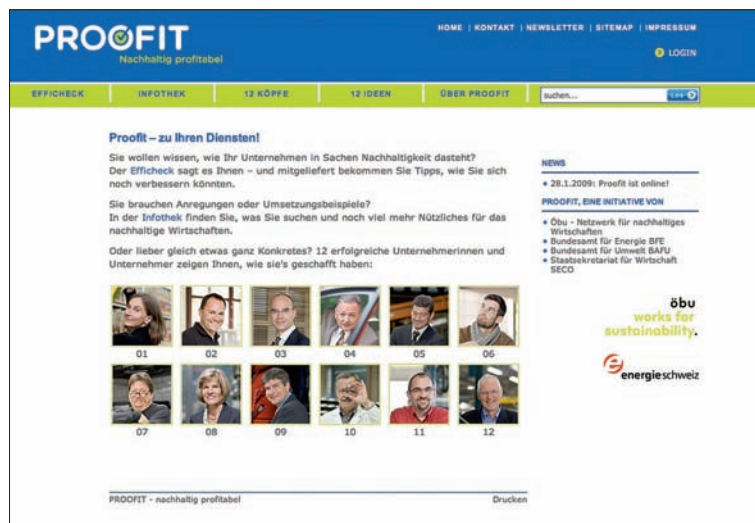 PROOFIT
Nachhaltig profitabel
HOME | KONTAKT | NEWSLETTER | SITEMAP | IMPRESSUM
LOGIN
EFFICHECK
INFOTHEK
12 KÖPFE
12 IDEEN
ÜBER PROOFIT
suchen...
Los
Proofit – zu Ihren Diensten!
Sie wollen wissen, wie Ihr Unternehmen in Sachen Nachhaltigkeit dasteht?
Der Efficheck sagt es Ihnen – und mitgeliefert bekommen Sie Tipps, wie Sie sich
noch verbessern könnten.
Sie brauchen Anregungen oder Umsetzungsbeispiele?
In der Infothek finden Sie, was Sie suchen und noch viel mehr Nützliches für das
nachhaltige Wirtschaften.
Oder lieber gleich etwas ganz Konkretes? 12 erfolgreiche Unternehmerinnen und
Unternehmer zeigen Ihnen, wie sie's geschafft haben:
01 02 03 04 05 06
07 08 09 10 11 12
PROOFIT - nachhaltig profitabel
Drucken
NEWS
• 28.1.2009: Proofit ist online!
PROOFIT, EINE INITIATIVE VON
• Öbu - Netzwerk für nachhaltiges
Wirtschaften
• Bundesamt für Energie BFE
• Bundesamt für Umwelt BAFU
• Staatsekretariat für Wirtschaft
SECO
öbu
works for
sustainability.
energieschweiz